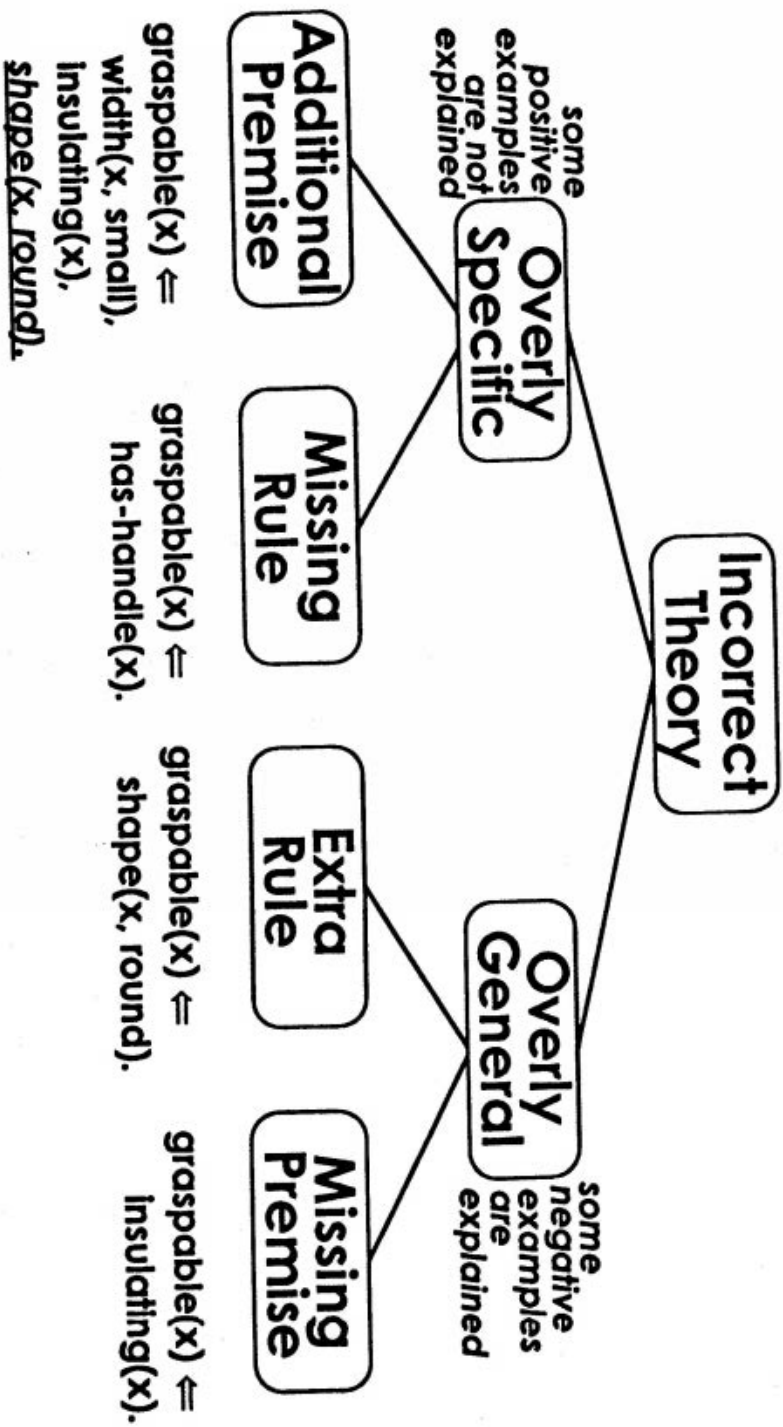 Incorrect
Theory
some
positive
examples
are not
explained
Overly
Specific
Overly
General
some
negative
examples
are
explained
Additional
Premise
Missing
Rule
Extra
Rule
Missing
Premise
graspable(x) ⇐
width(x, small),
insulating(x),
shape(x, round).
graspable(x) ⇐
has-handle(x).
graspable(x) ⇐
shape(x, round).
graspable(x) ⇐
insulating(x).